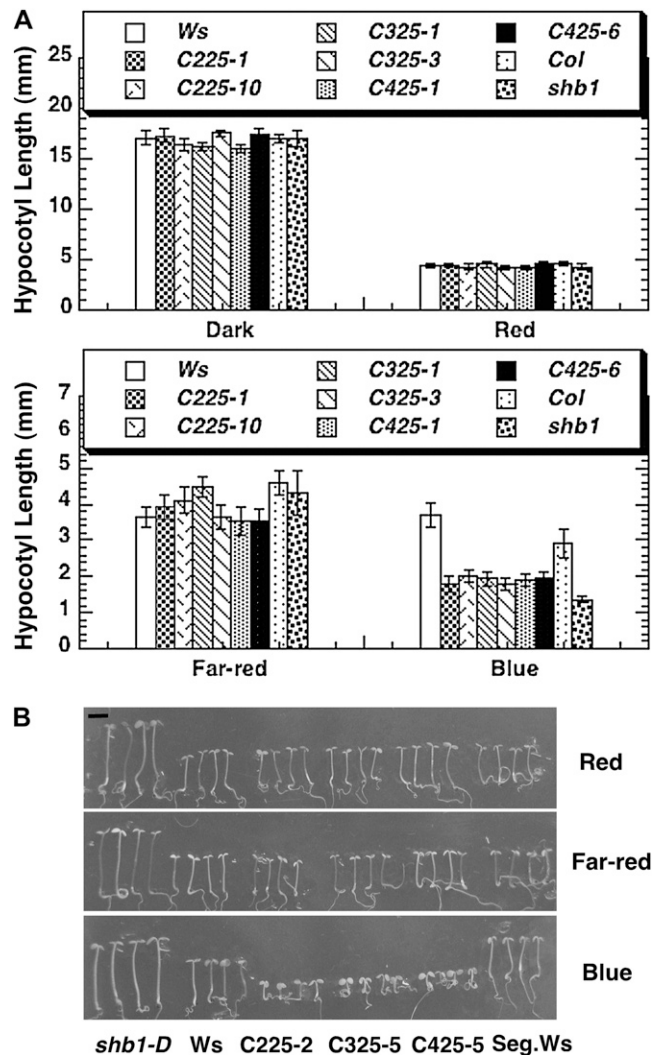 A
Hypocotyl Length (mm)
25
20
15
10
5
0
Ws C325-1 C425-6
C225-1 C325-3 Col
C225-10 C425-1 shb1
Dark Red
Hypocotyl Length (mm)
7
6
5
4
3
2
1
0
Ws C325-1 C425-6
C225-1 C325-3 Col
C225-10 C425-1 shb1
Far-red Blue
B
Red
Far-red
Blue
shb1-D Ws C225-2 C325-5 C425-5 Seg.Ws